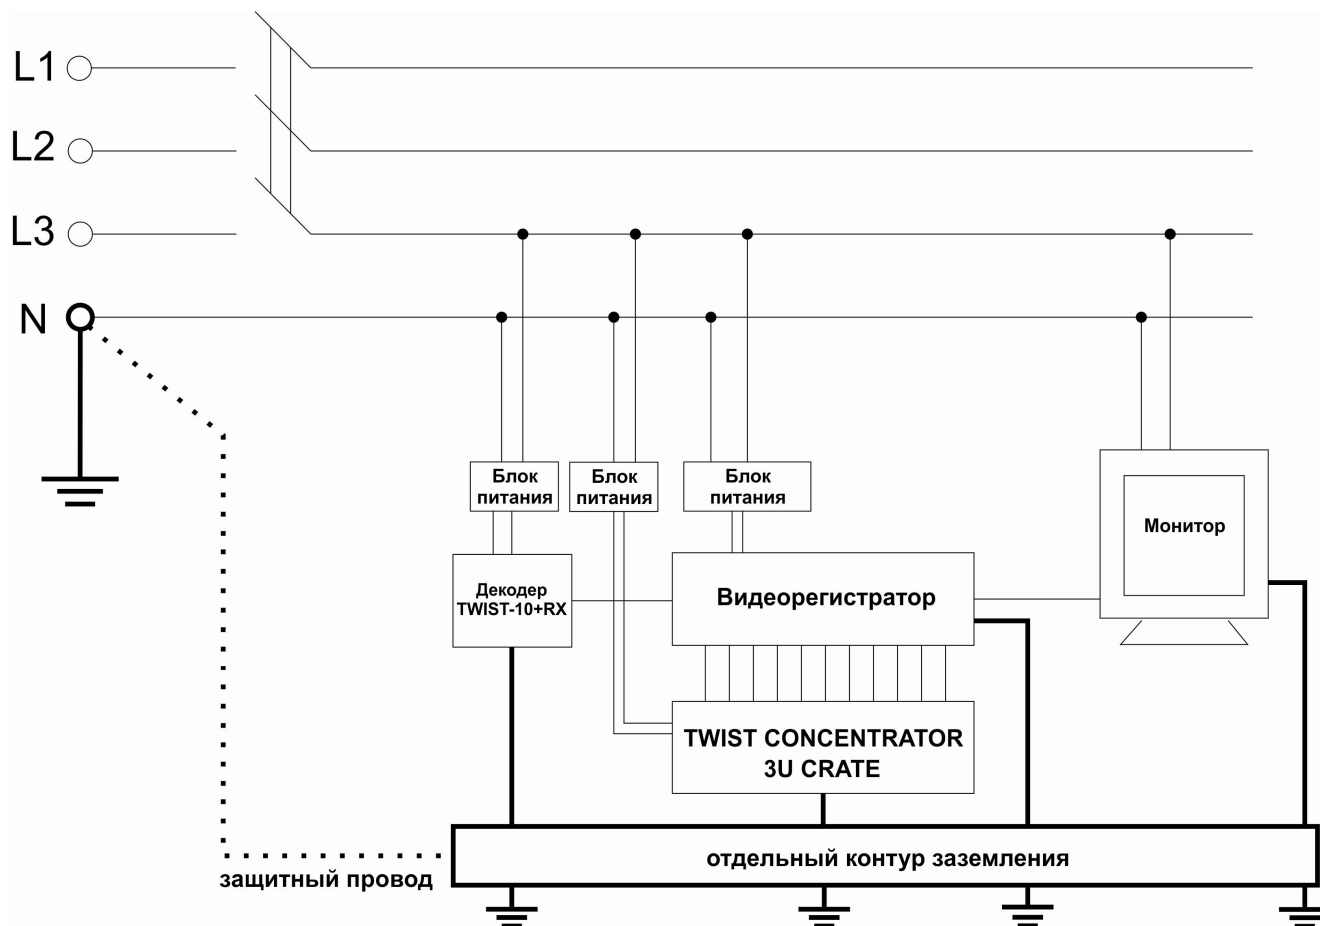 L1
L2
L3
N
Блок
питания
Блок
питания
Блок
питания
Монитор
Декодер
TWIST-10+RX
Видеорегистратор
TWIST CONCENTRATOR
3U CRATE
отдельный контур заземления
защитный провод